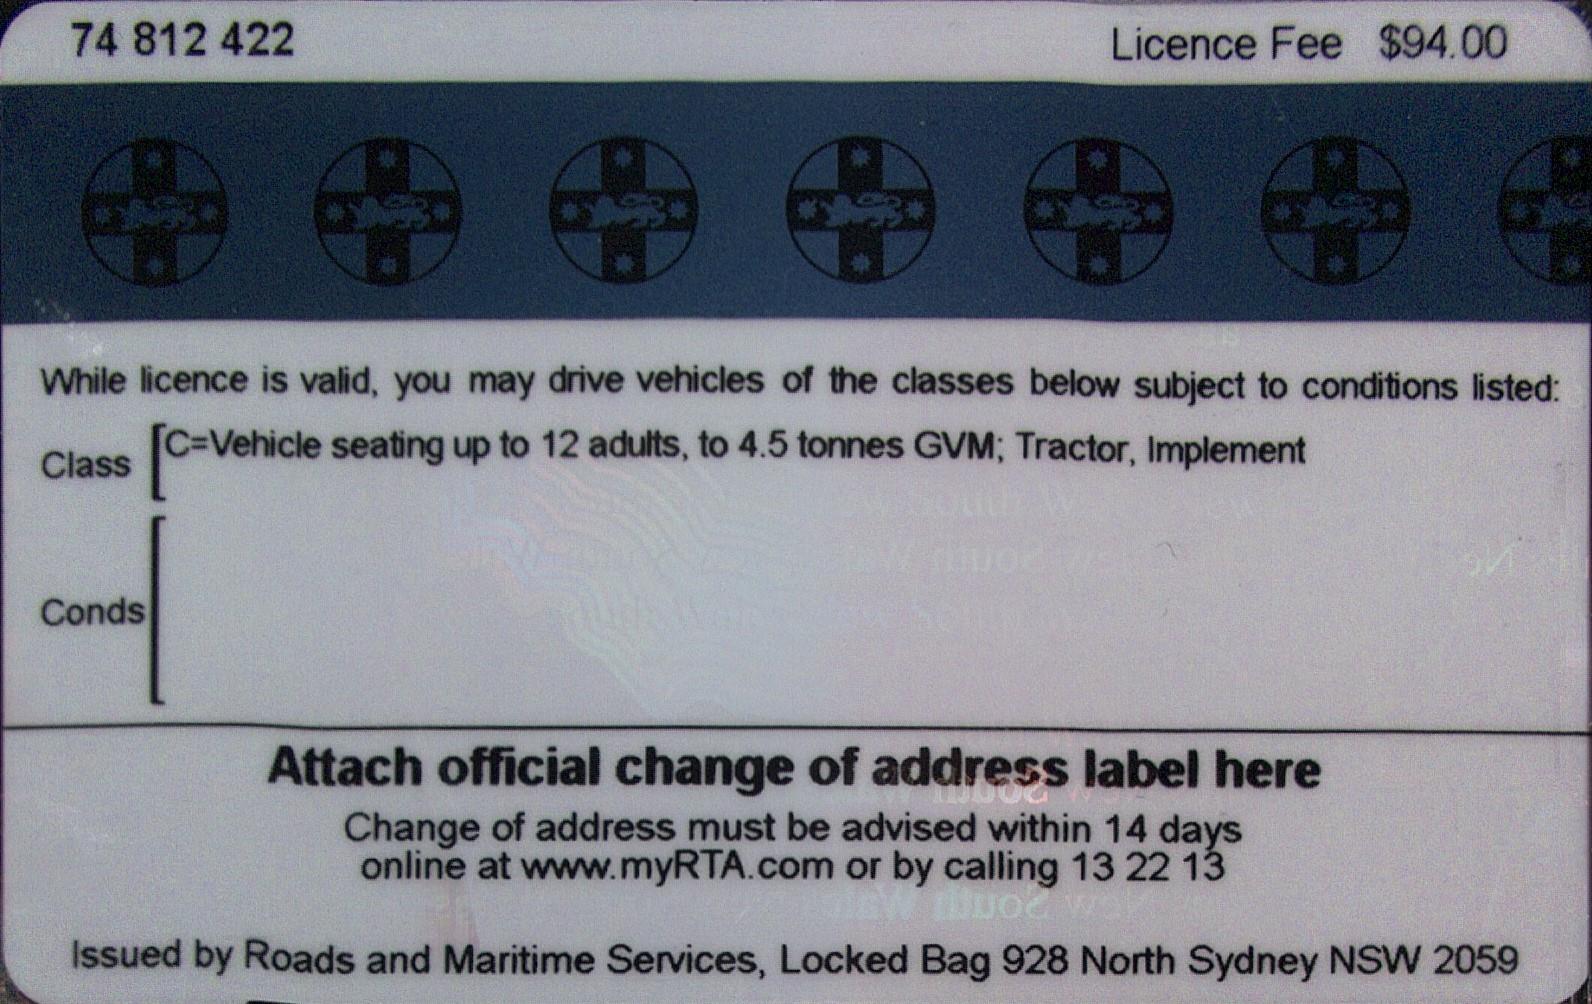 74 812 422 Licence Fee $94.00
While licence is valid, you may drive vehicles of the classes below subject to conditions listed:
Class [C=Vehicle seating up to 12 adults, to 4.5 tonnes GVM; Tractor, Implement
Conds
Attach official change of address label here
Change of address must be advised within 14 days
online at www.myRTA.com or by calling 13 22 13
Issued by Roads and Maritime Services, Locked Bag 928 North Sydney NSW 2059